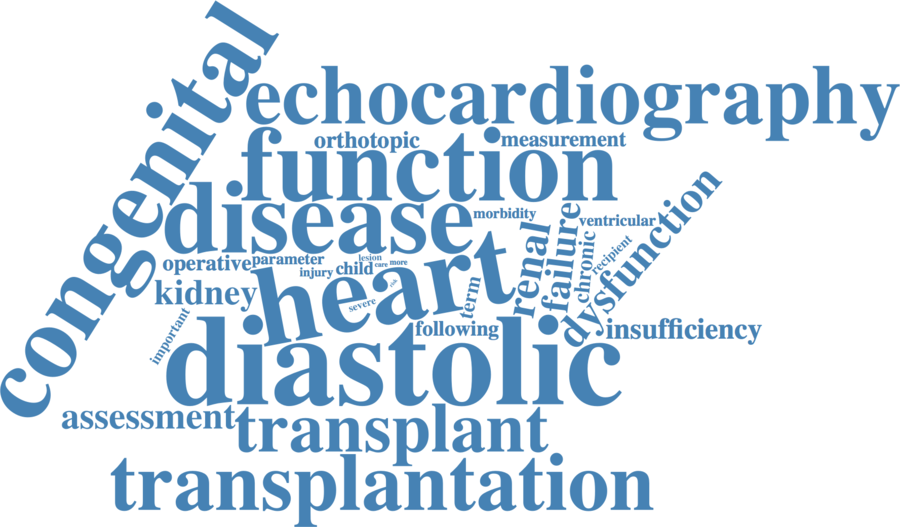 congenital
echocardiography
orthotopic
measurement
function
disease
morbidity
ventricular
dysfunction
renal
failure
chronic
recipient
operative
parameter
lesion
injury
child
care
more
heart
risk
severe
term
kidney
important
following
insufficiency
diastolic
assessment
transplant
transplantation